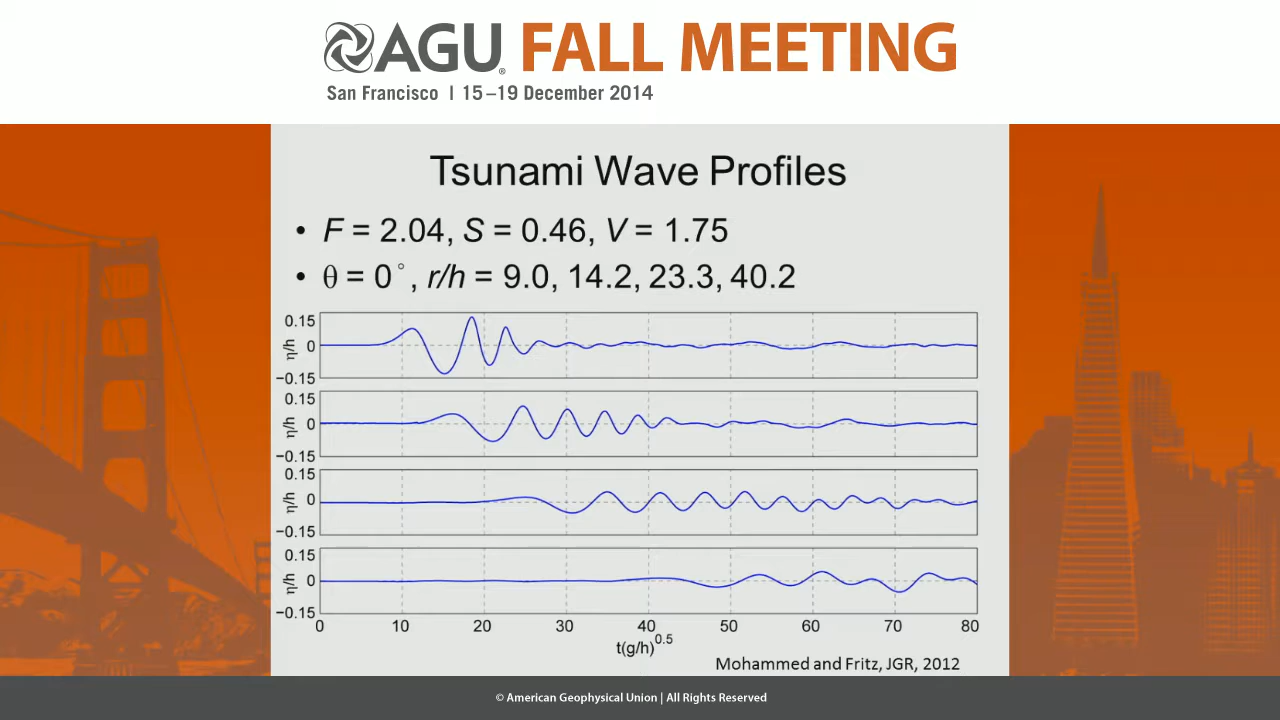 AGU® FALL MEETING
San Francisco | 15–19 December 2014
Tsunami Wave Profiles
• F = 2.04, S = 0.46, V = 1.75
• θ = 0°, r/h = 9.0, 14.2, 23.3, 40.2
0.15
η/h
0
−0.15
0.15
η/h
0
−0.15
0.15
η/h
0
−0.15
0.15
η/h
0
−0.15
0 10 20 30 40 50 60 70 80
t(g/h)^0.5
Mohammed and Fritz, JGR, 2012
© American Geophysical Union | All Rights Reserved